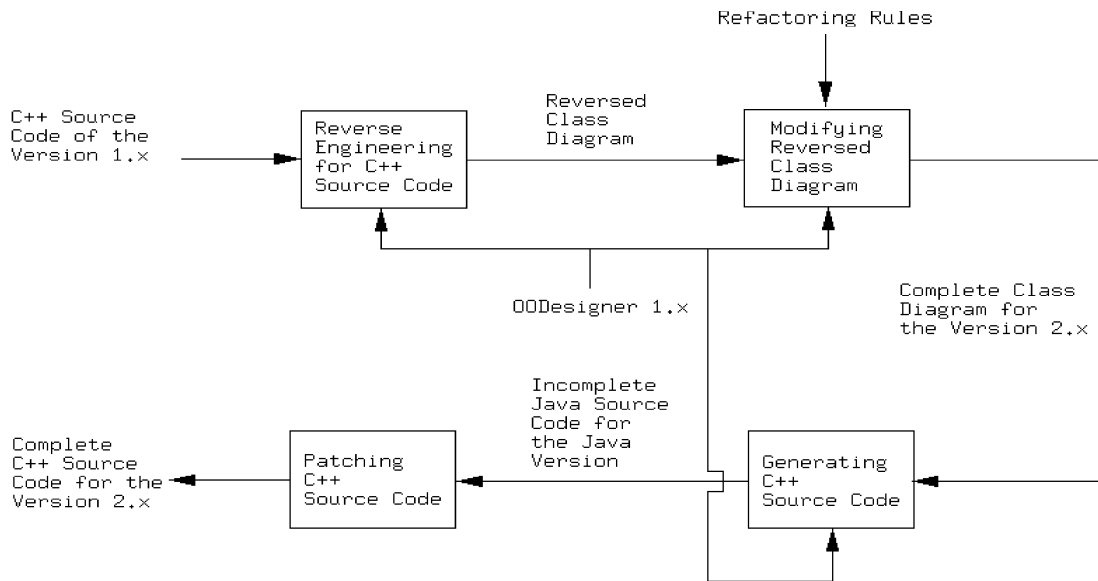 Refactoring Rules
C++ Source
Code of the
Version 1.x
Reverse
Engineering
for C++
Source Code
Reversed
Class
Diagram
Modifying
Reversed
Class
Diagram
OODesigner 1.x
Complete Class
Diagram for
the Version 2.x
Complete
C++ Source
Code for the
Version 2.x
Patching
C++
Source Code
Incomplete
Java Source
Code for
the Java
Version
Generating
C++
Source Code